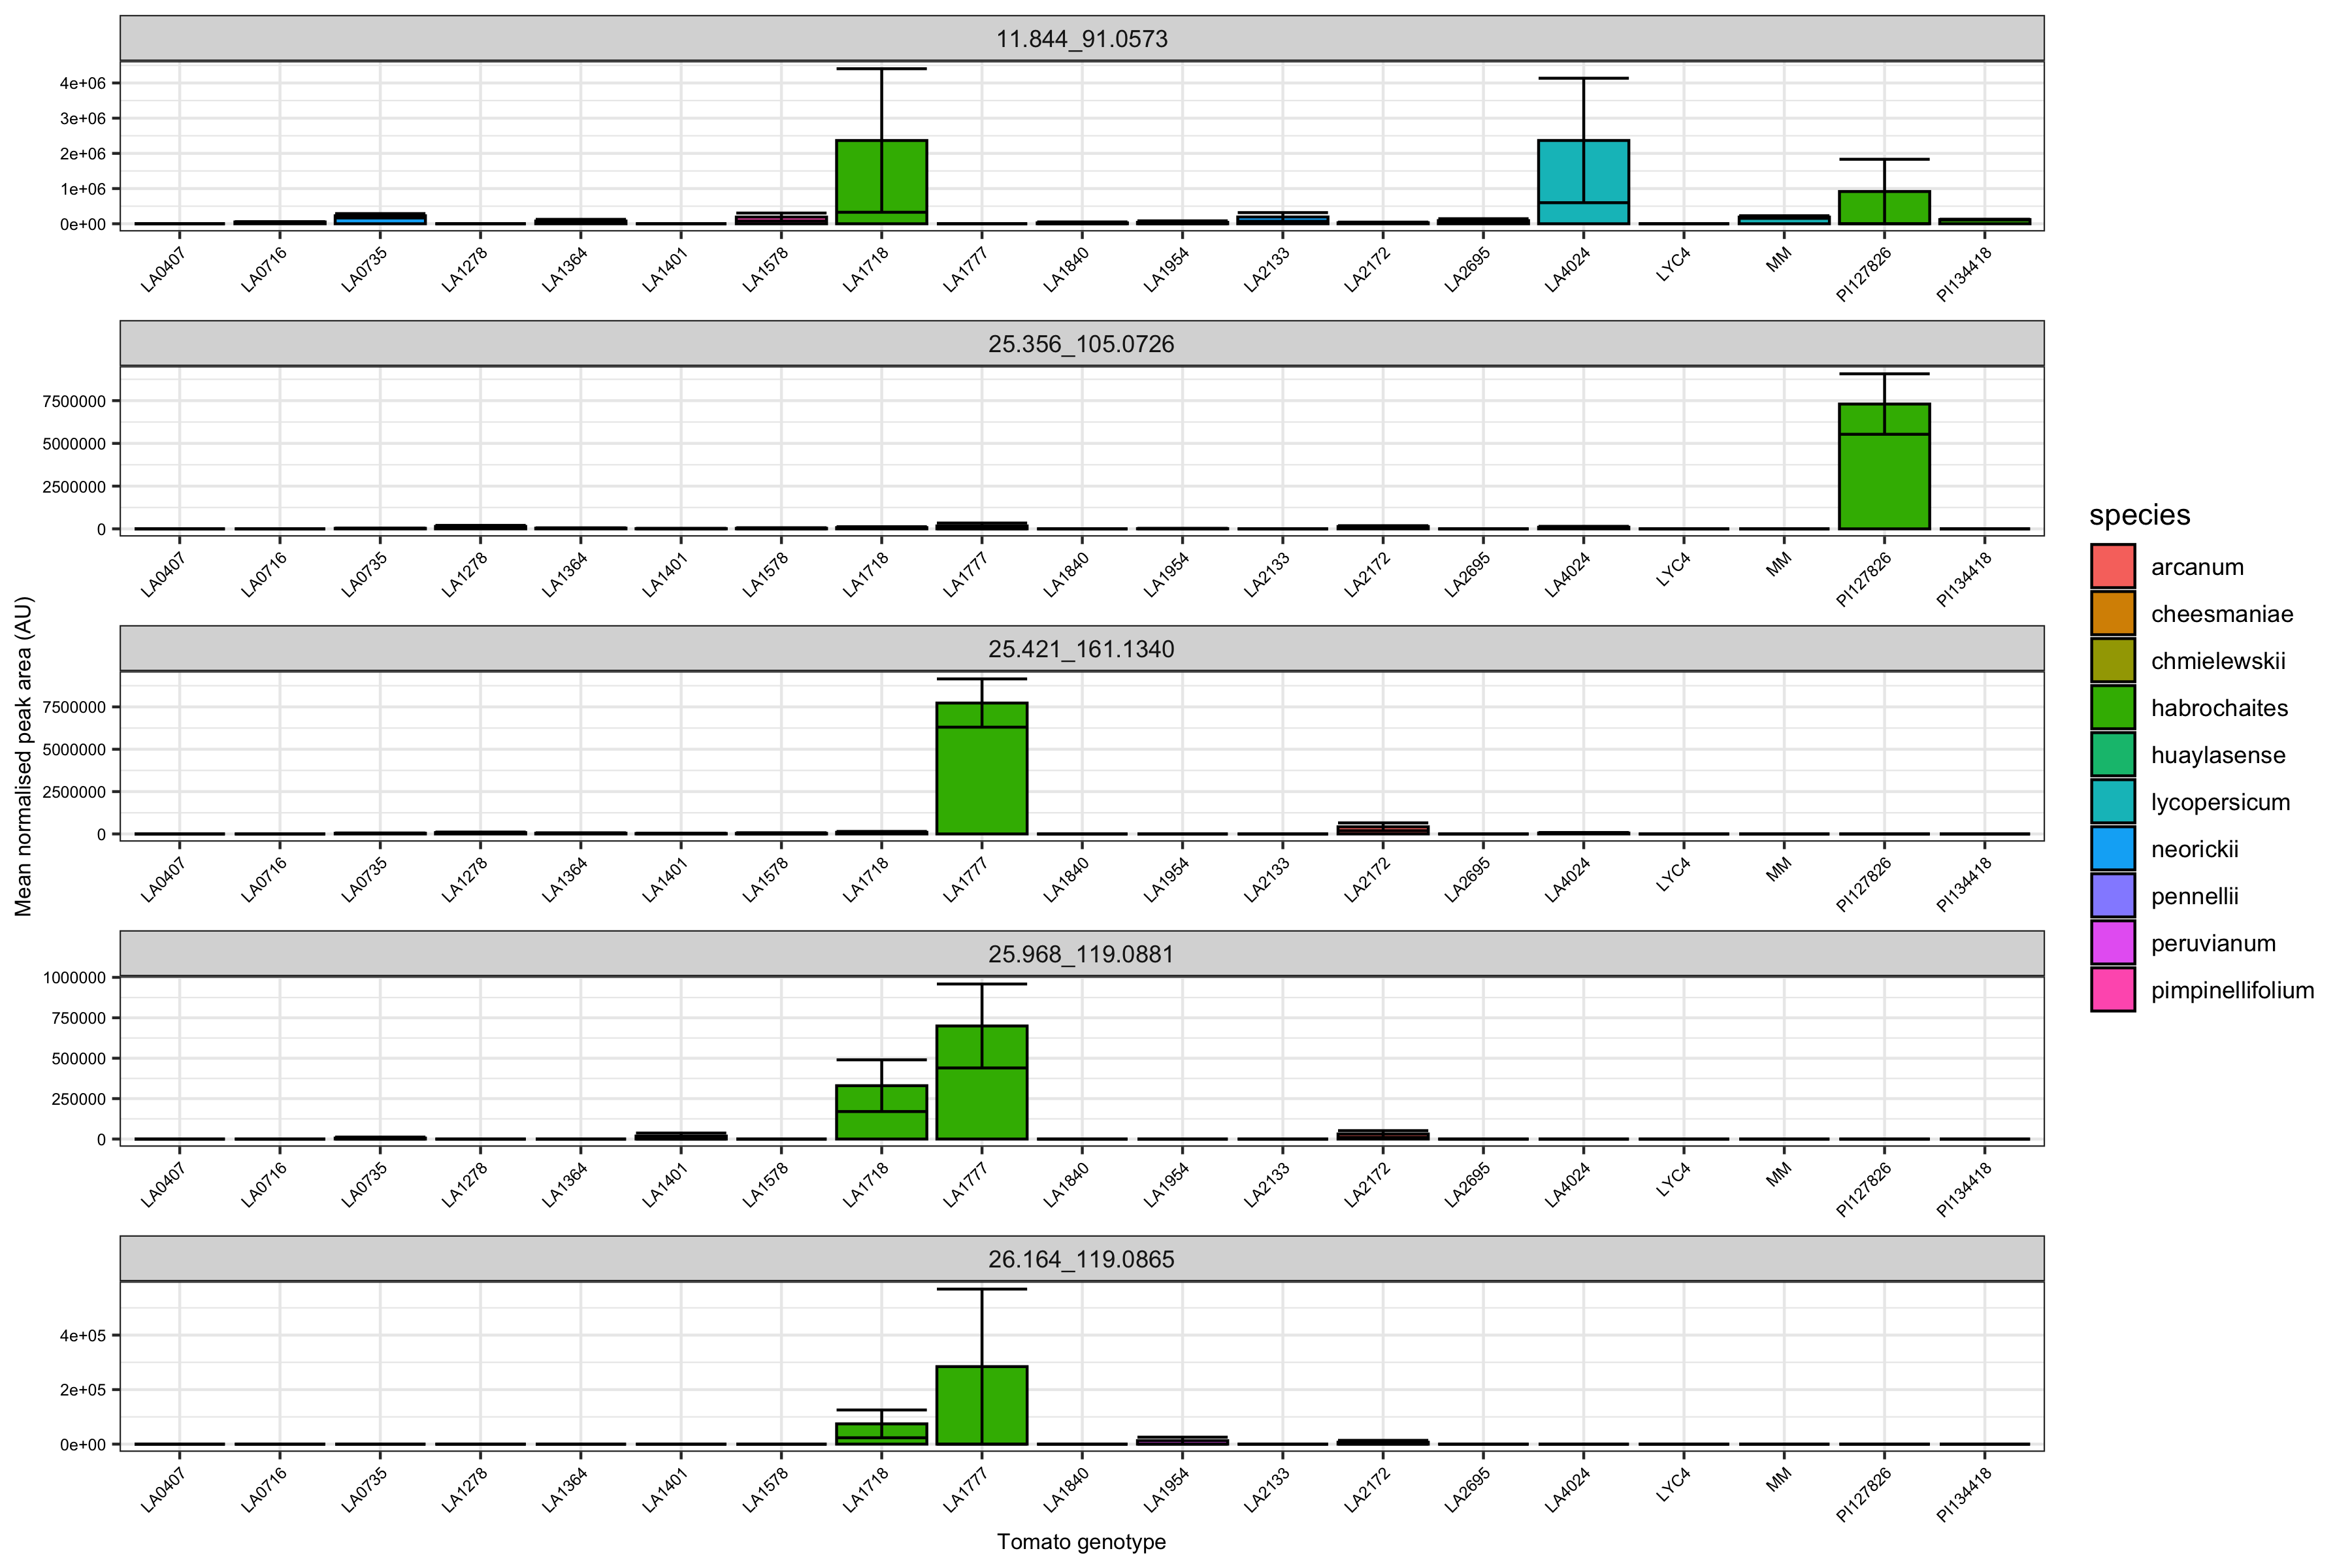 11.844_91.0573
4e+06
3e+06
2e+06
1e+06
0e+00
LA0407 LA0716 LA0735 LA1278 LA1364 LA1401 LA1578 LA1718 LA1777 LA1840 LA1954 LA2133 LA2172 LA2695 LA4024 LYC4 MM PI127826 PI134418
25.356_105.0726
7500000
5000000
2500000
0
LA0407 LA0716 LA0735 LA1278 LA1364 LA1401 LA1578 LA1718 LA1777 LA1840 LA1954 LA2133 LA2172 LA2695 LA4024 LYC4 MM PI127826 PI134418
25.421_161.1340
7500000
5000000
2500000
0
LA0407 LA0716 LA0735 LA1278 LA1364 LA1401 LA1578 LA1718 LA1777 LA1840 LA1954 LA2133 LA2172 LA2695 LA4024 LYC4 MM PI127826 PI134418
25.968_119.0881
1000000
750000
500000
250000
0
LA0407 LA0716 LA0735 LA1278 LA1364 LA1401 LA1578 LA1718 LA1777 LA1840 LA1954 LA2133 LA2172 LA2695 LA4024 LYC4 MM PI127826 PI134418
26.164_119.0865
4e+05
2e+05
0e+00
LA0407 LA0716 LA0735 LA1278 LA1364 LA1401 LA1578 LA1718 LA1777 LA1840 LA1954 LA2133 LA2172 LA2695 LA4024 LYC4 MM PI127826 PI134418
Tomato genotype
Mean normalised peak area (AU)
species
arcanum
cheesmaniae
chmielewskii
habrochaites
huaylasense
lycopersicum
neorickii
pennellii
peruvianum
pimpinellifolium